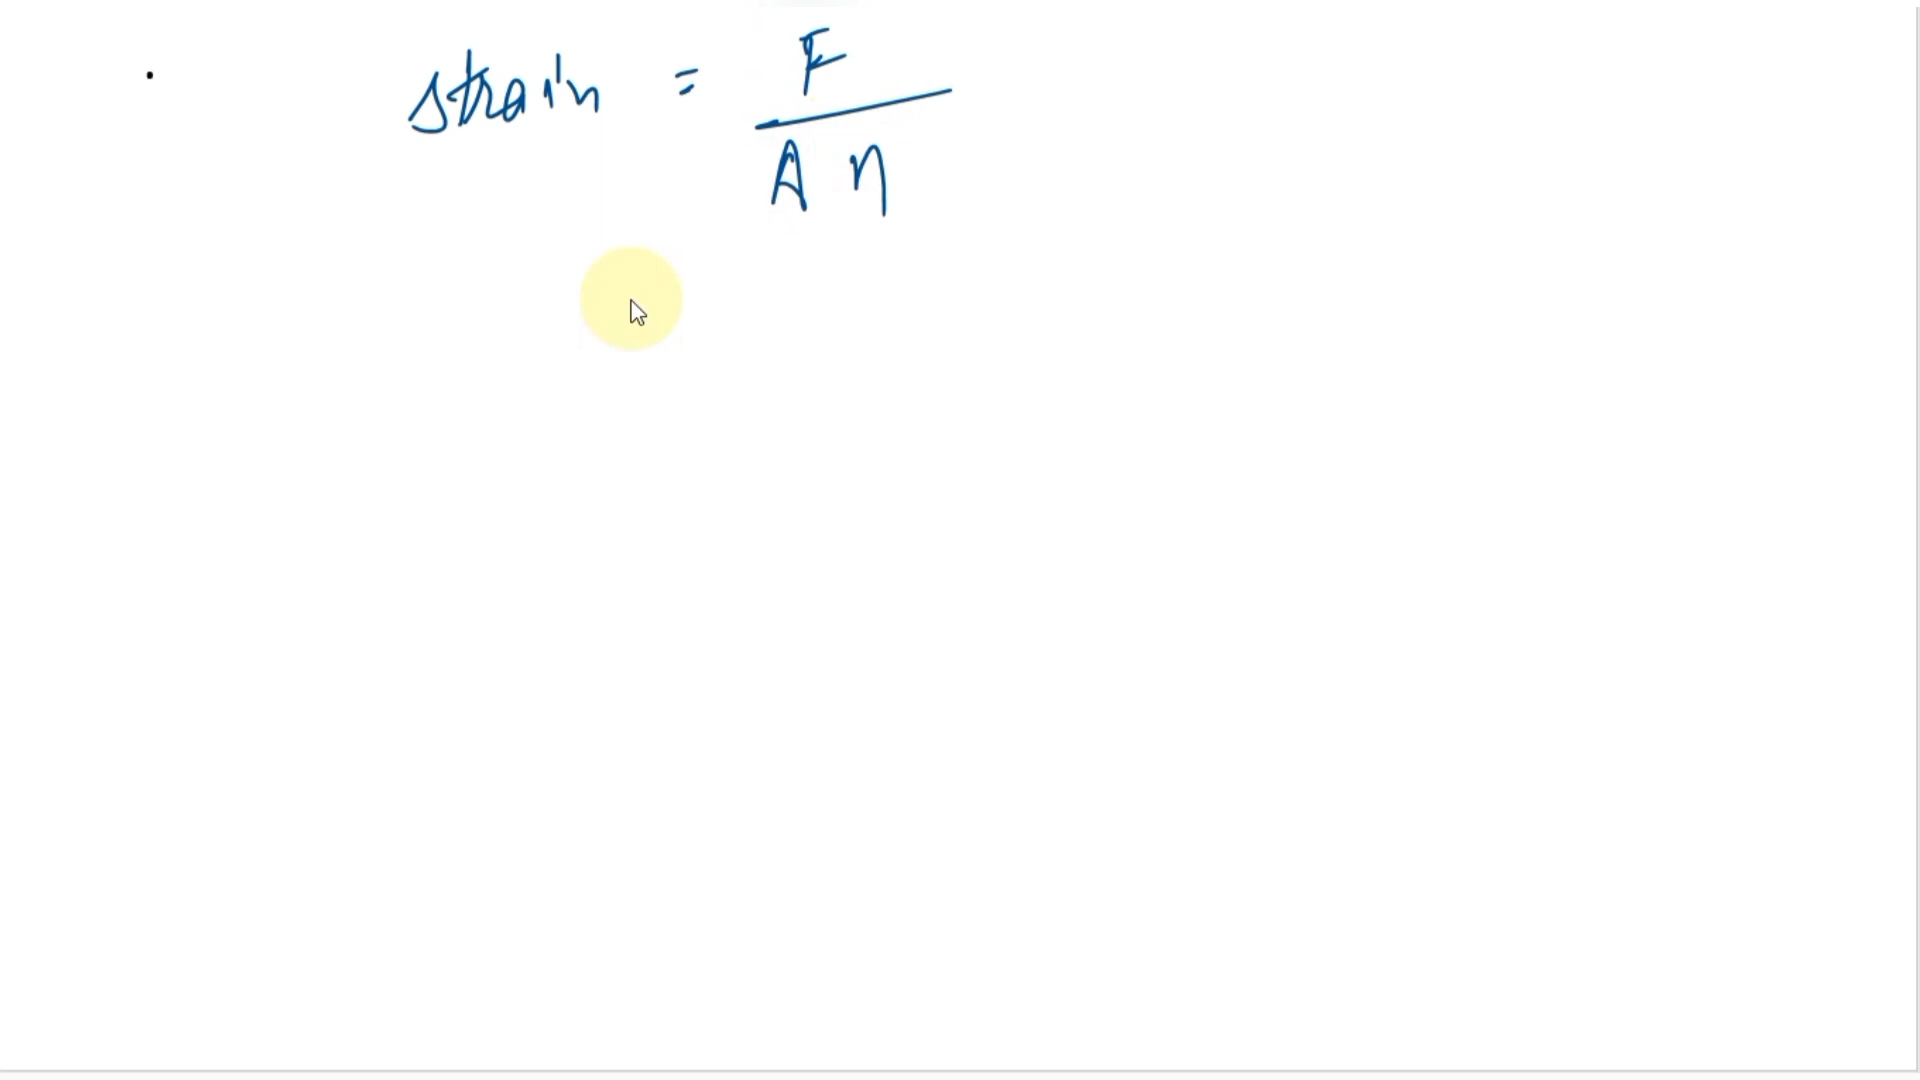 strain = F
A η